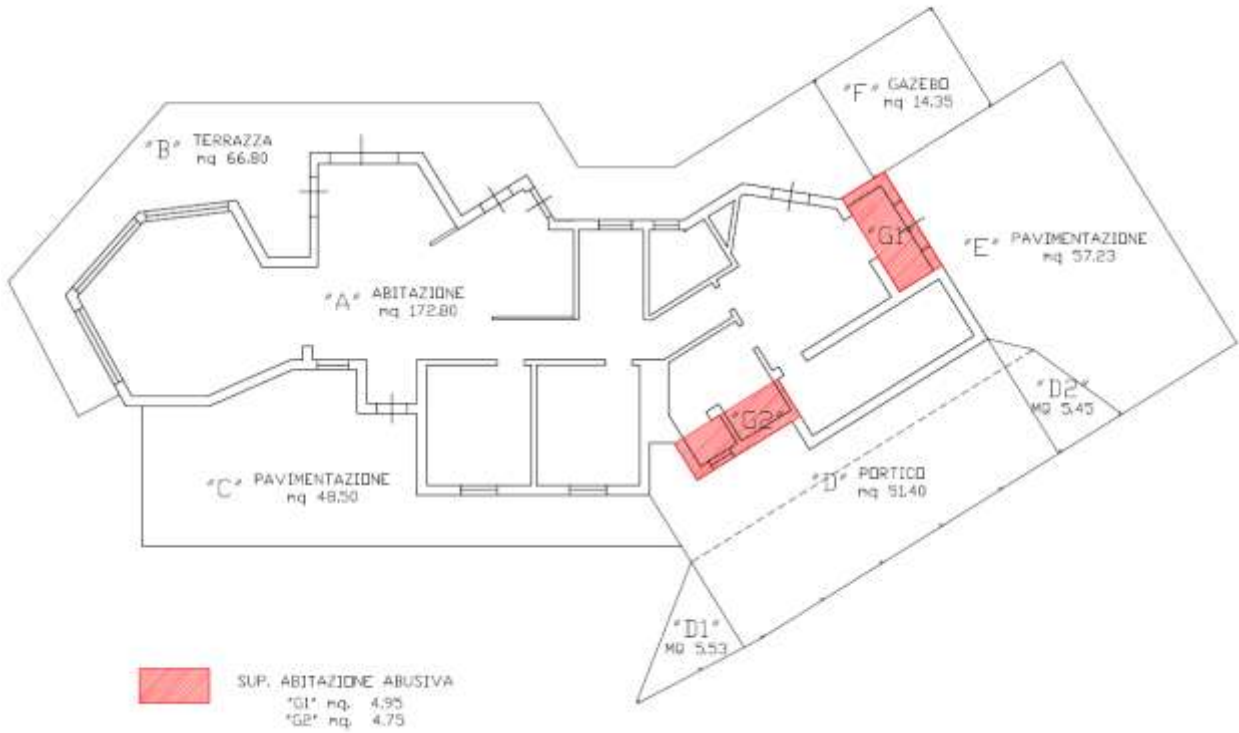 "F" GAZEBO
mq 14.35
"B" TERRAZZA
mq 66.80
"G1"
"E" PAVIMENTAZIONE
mq 57.23
"A" ABITAZIONE
mq 172.80
"D2"
MQ 5.45
"G2"
"C" PAVIMENTAZIONE
mq 48.50
"D" PORTICO
mq 51.40
"D1"
MQ 5.53
SUP. ABITAZIONE ABUSIVA
"G1" mq. 4.95
"G2" mq. 4.75